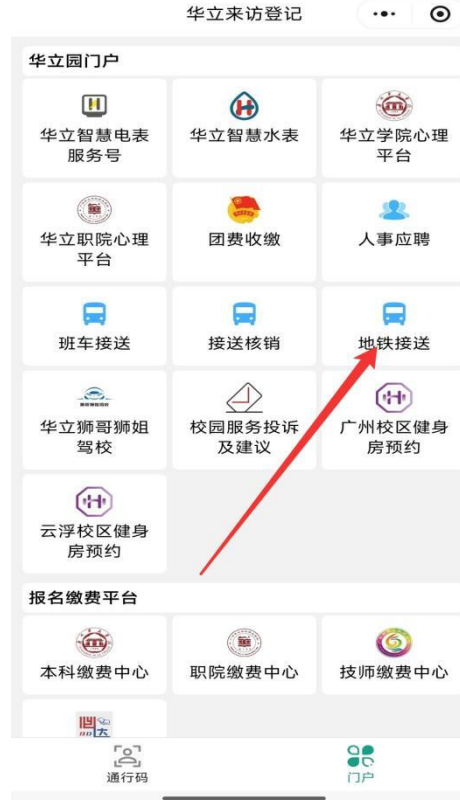 华立来访登记
华立园门户
华立智慧电表
服务号
华立智慧水表
华立学院心理
平台
华立职院心理
平台
团费收缴
人事应聘
班车接送
接送核销
地铁接送
华立狮哥狮姐
驾校
校园服务投诉
及建议
广州校区健身
房预约
云浮校区健身
房预约
报名缴费平台
本科缴费中心
职院缴费中心
技师缴费中心
通行码
门户